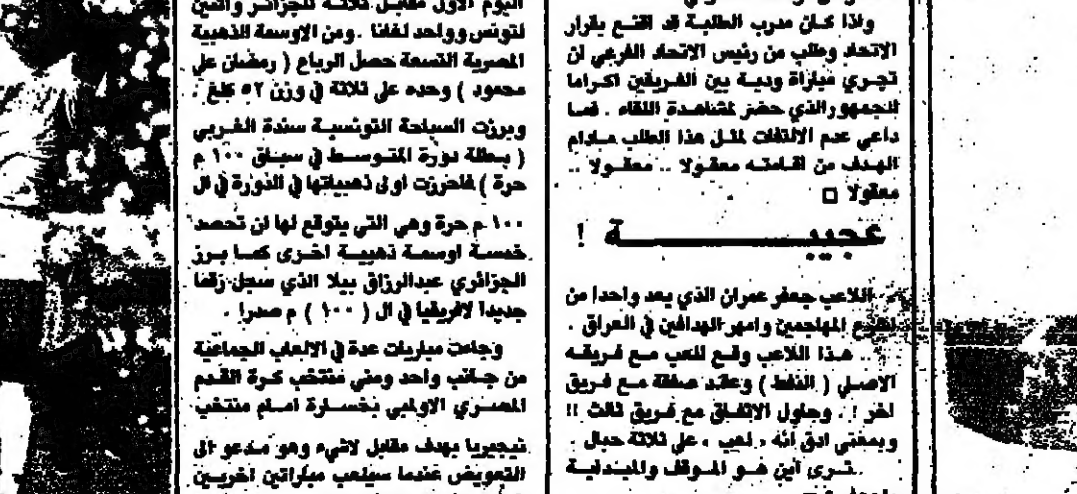 واذا كان مدرب الطلبة قد اقتنع بقرار
الاتحاد وطلب من رئيس الاتحاد الفرعي ان
تجري مباراة ودية بين الفريقين اكراما
للجمهور الذي حضر لمشاهدة اللقاء . فما
داعي عدم الالتفات لمثل هذا الطلب مادام
الهدف من اقامته معقولا .. معقولا ..
معقولا □
عجيبـــــــة !
اللاعب جعفر عمران الذي يعد واحدا من
المهاجمين وامهر الهدافين في العراق .
.. هذا اللاعب وقع للعب مع فريقه
الاصلي ( النفط ) وعقد صفقة مع فريق
اخر ! . وحاول الاتفاق مع فريق ثالث !!
وبمعنى ادق انه « لعب » على ثلاثة حبال .
.. ترى اين هو الموقف والمبدئية
اليوم الاول مقابل ثلاثة للجزائر واثنين
لتونس وواحد لغانا . ومن الاوسمة الذهبية
المصرية التسعة حصل الرباع ( رمضان علي
محمود ) وحده على ثلاثة في وزن ٥٢ كلغ .
وبرزت السباحة التونسية سندة الغربي
( بطلة دورة المتوسط في سباق ١٠٠ م
حرة ) فاحرزت اولى ذهبياتها في الدورة في ال
١٠٠ م حرة وهي التي يتوقع لها ان تحصد
خمسة اوسمة ذهبية اخرى كما برز
الجزائري عبدالرزاق بيلا الذي سجل رقما
جديدا لافريقيا في ال ( ١٠٠ ) م صدرا .
وجاءت مباريات عدة في الالعاب الجماعية
من جانب واحد ومني منتخب كرة القدم
المصري الاولمبي بخسارة امام منتخب
نيجيريا بهدف مقابل لاشيء وهو مدعو الى
التعويض عندما سيلعب مباراتين اخريين